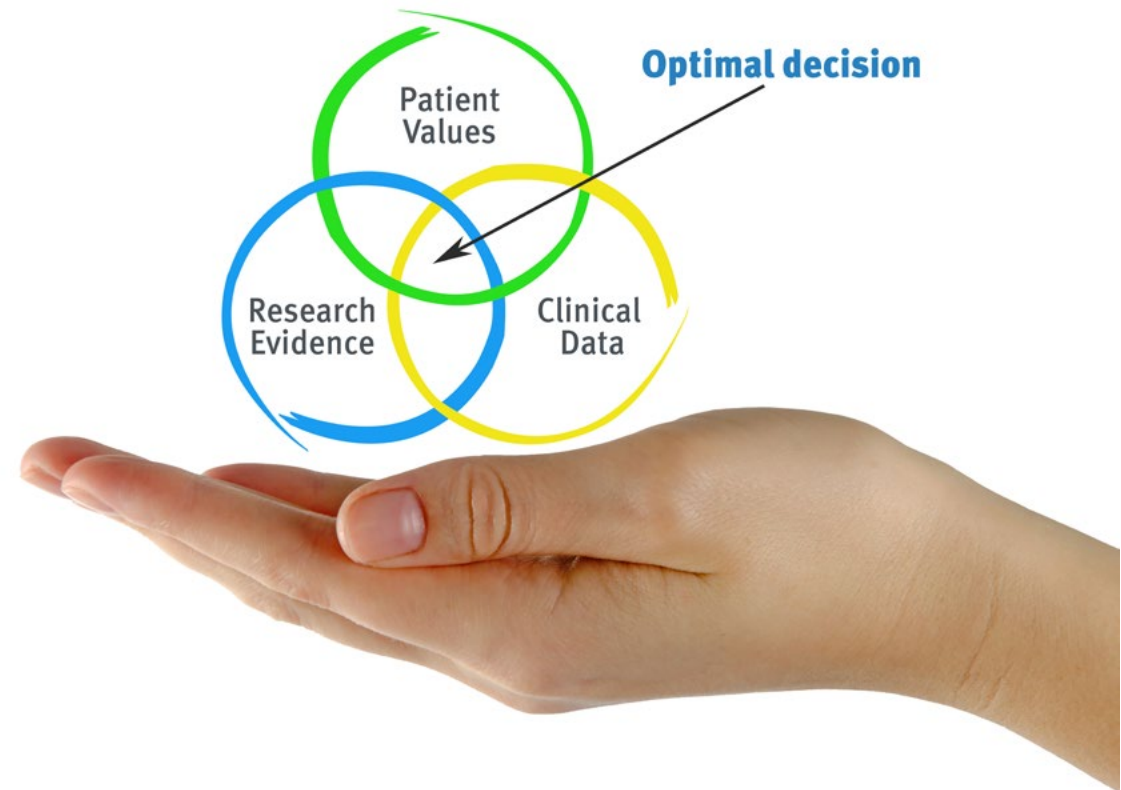 Patient
Values
Optimal decision
Research
Evidence
Clinical
Data